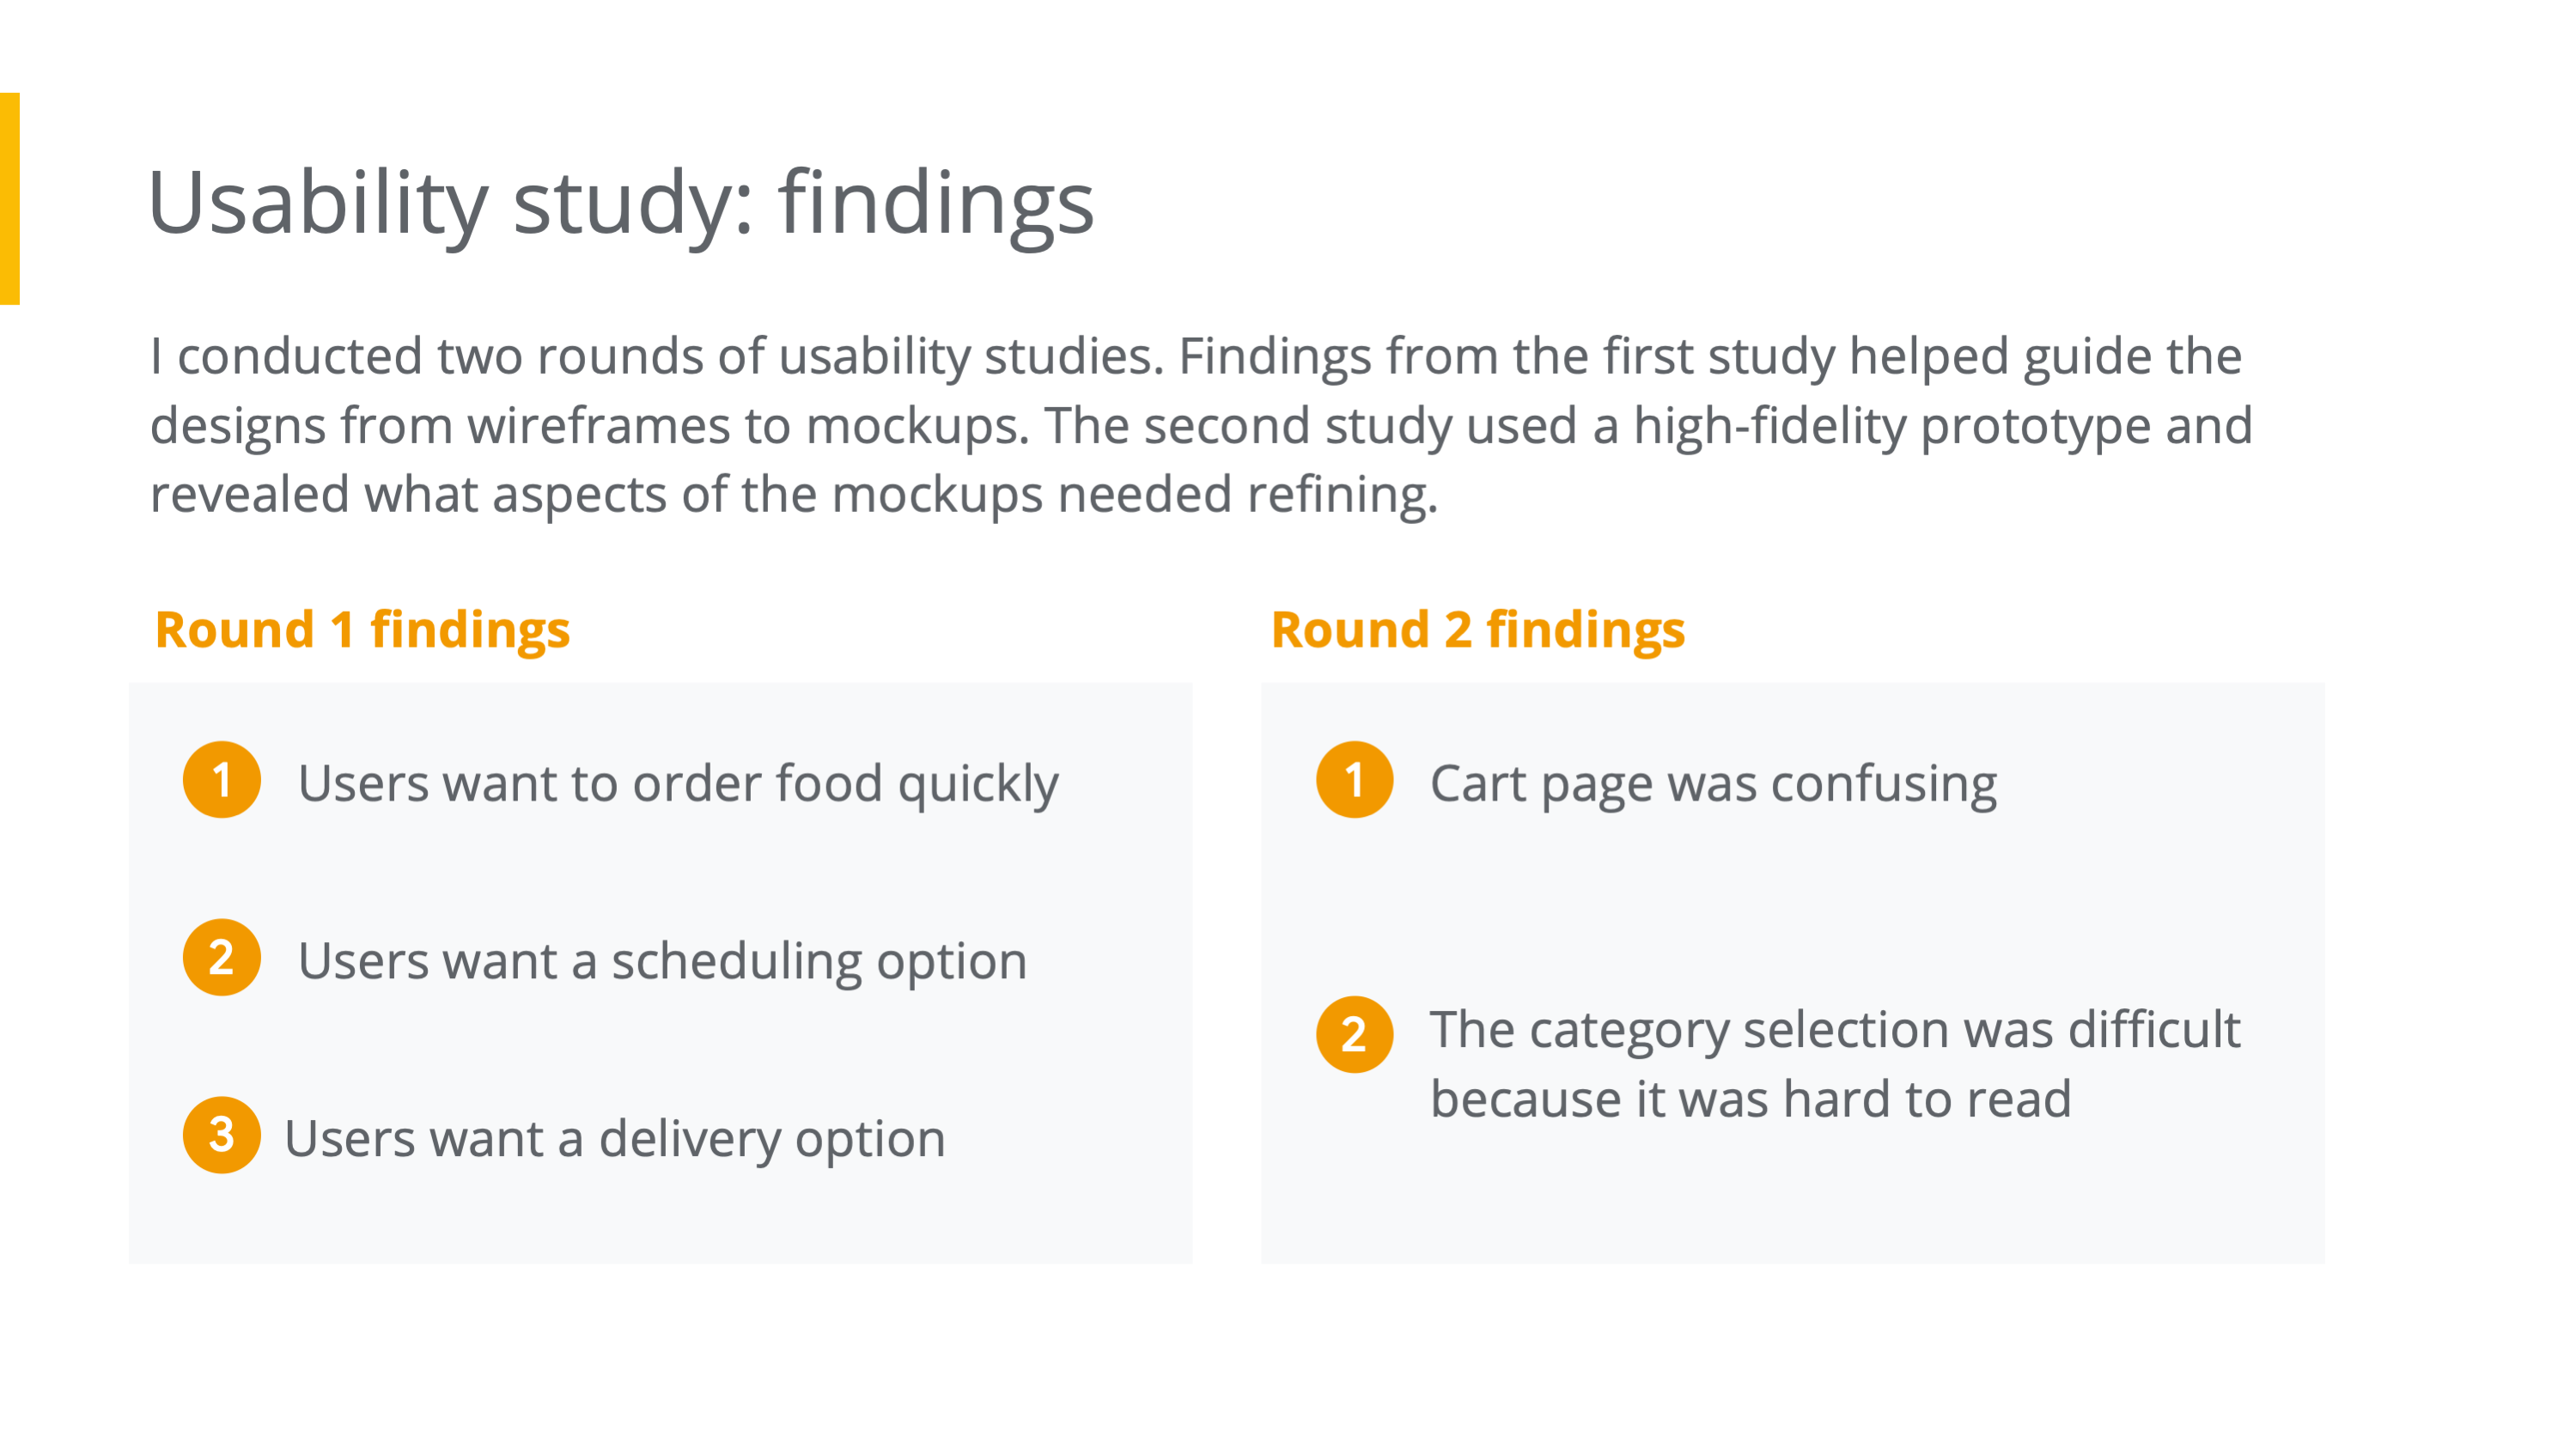 Usability study: findings
I conducted two rounds of usability studies. Findings from the first study helped guide the
designs from wireframes to mockups. The second study used a high-fidelity prototype and
revealed what aspects of the mockups needed refining.
Round 1 findings
1 Users want to order food quickly
2 Users want a scheduling option
3 Users want a delivery option
Round 2 findings
1 Cart page was confusing
2 The category selection was difficult
because it was hard to read